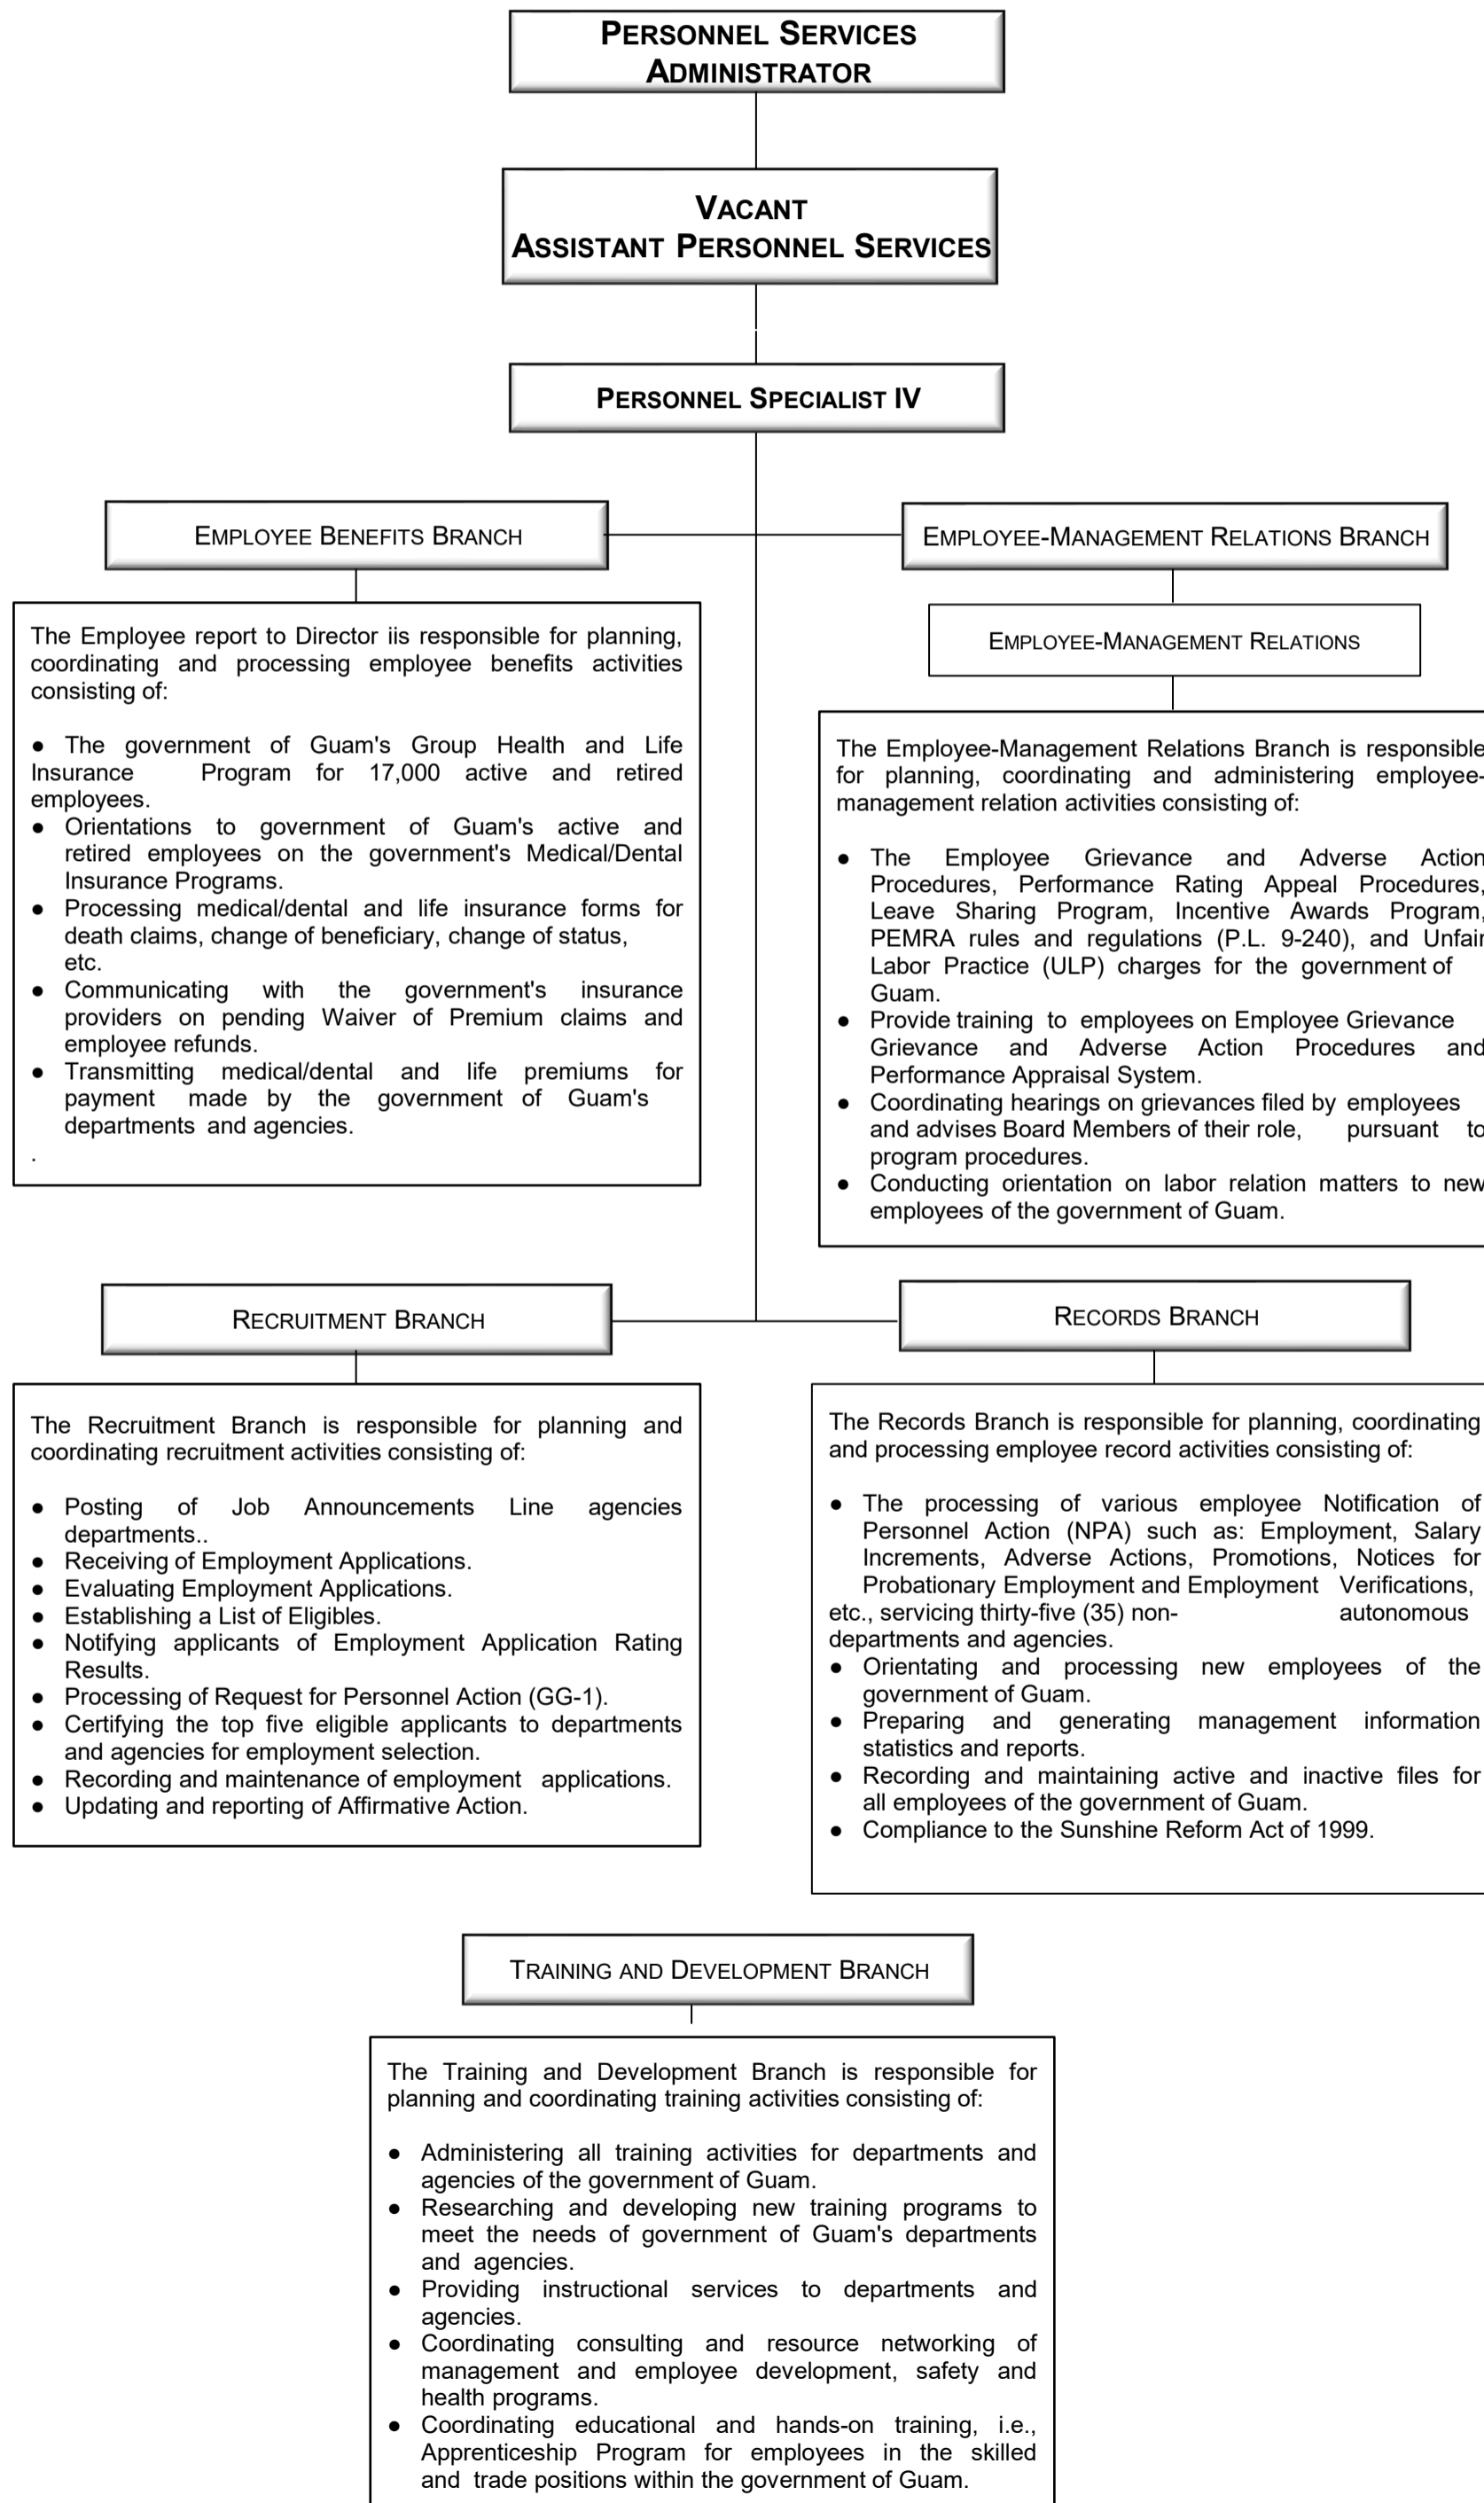 PERSONNEL SERVICES
ADMINISTRATOR
VACANT
ASSISTANT PERSONNEL SERVICES
PERSONNEL SPECIALIST IV
EMPLOYEE BENEFITS BRANCH
The Employee report to Director iis responsible for planning,
coordinating and processing employee benefits activities
consisting of:
● The government of Guam's Group Health and Life
Insurance Program for 17,000 active and retired
employees.
● Orientations to government of Guam's active and
retired employees on the government's Medical/Dental
Insurance Programs.
● Processing medical/dental and life insurance forms for
death claims, change of beneficiary, change of status,
etc.
● Communicating with the government's insurance
providers on pending Waiver of Premium claims and
employee refunds.
● Transmitting medical/dental and life premiums for
payment made by the government of Guam's
departments and agencies.
.
EMPLOYEE-MANAGEMENT RELATIONS BRANCH
EMPLOYEE-MANAGEMENT RELATIONS
The Employee-Management Relations Branch is responsible
for planning, coordinating and administering employee-
management relation activities consisting of:
● The Employee Grievance and Adverse Action
Procedures, Performance Rating Appeal Procedures,
Leave Sharing Program, Incentive Awards Program,
PEMRA rules and regulations (P.L. 9-240), and Unfair
Labor Practice (ULP) charges for the government of
Guam.
● Provide training to employees on Employee Grievance
Grievance and Adverse Action Procedures and
Performance Appraisal System.
● Coordinating hearings on grievances filed by employees
and advises Board Members of their role, pursuant to
program procedures.
● Conducting orientation on labor relation matters to new
employees of the government of Guam.
RECRUITMENT BRANCH
The Recruitment Branch is responsible for planning and
coordinating recruitment activities consisting of:
● Posting of Job Announcements Line agencies
departments..
● Receiving of Employment Applications.
● Evaluating Employment Applications.
● Establishing a List of Eligibles.
● Notifying applicants of Employment Application Rating
Results.
● Processing of Request for Personnel Action (GG-1).
● Certifying the top five eligible applicants to departments
and agencies for employment selection.
● Recording and maintenance of employment applications.
● Updating and reporting of Affirmative Action.
RECORDS BRANCH
The Records Branch is responsible for planning, coordinating
and processing employee record activities consisting of:
● The processing of various employee Notification of
Personnel Action (NPA) such as: Employment, Salary
Increments, Adverse Actions, Promotions, Notices for
Probationary Employment and Employment Verifications,
etc., servicing thirty-five (35) non- autonomous
departments and agencies.
● Orientating and processing new employees of the
government of Guam.
● Preparing and generating management information
statistics and reports.
● Recording and maintaining active and inactive files for
all employees of the government of Guam.
● Compliance to the Sunshine Reform Act of 1999.
TRAINING AND DEVELOPMENT BRANCH
The Training and Development Branch is responsible for
planning and coordinating training activities consisting of:
● Administering all training activities for departments and
agencies of the government of Guam.
● Researching and developing new training programs to
meet the needs of government of Guam's departments
and agencies.
● Providing instructional services to departments and
agencies.
● Coordinating consulting and resource networking of
management and employee development, safety and
health programs.
● Coordinating educational and hands-on training, i.e.,
Apprenticeship Program for employees in the skilled
and trade positions within the government of Guam.